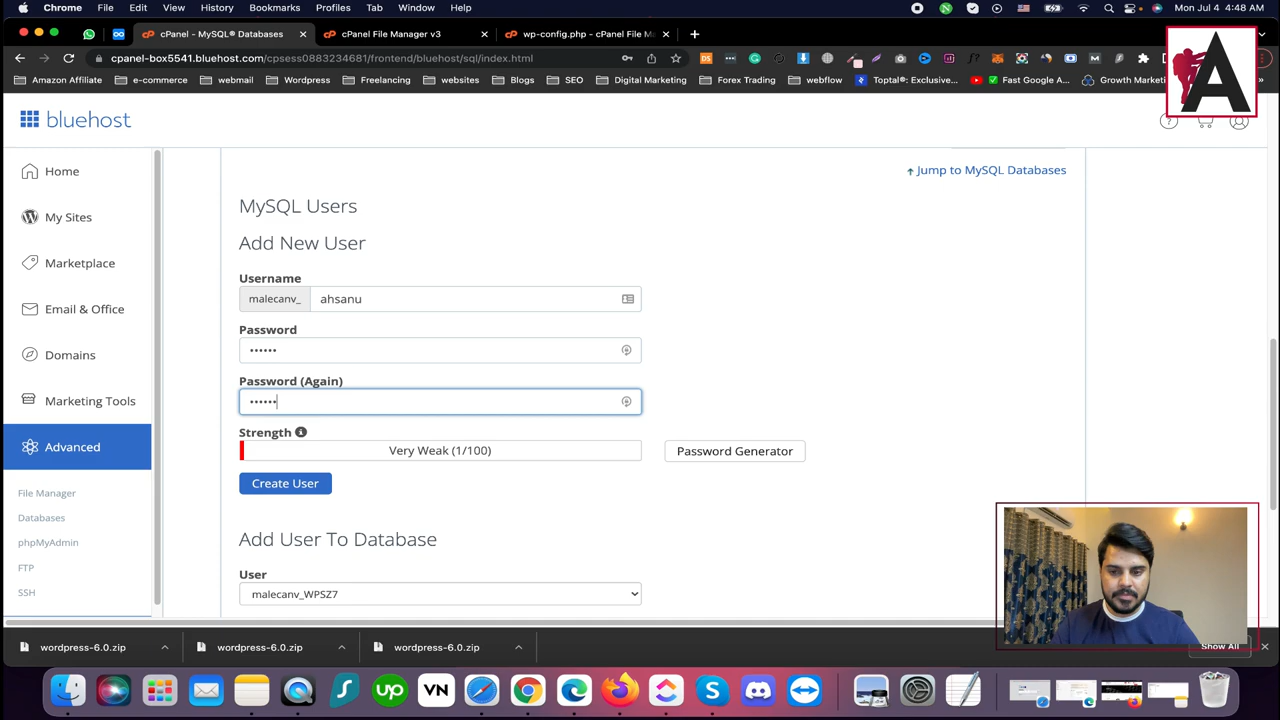 Chrome File Edit View History Bookmarks Profiles Tab Window Help
Mon Jul 4 4:48 AM
cPanel - MySQL® Databases
cPanel File Manager v3
wp-config.php - cPanel File M
cpanel-box5541.bluehost.com/cpsess0883234681/frontend/bluehost/sql/index.html
Amazon Affiliate
e-commerce
webmail
Wordpress
Freelancing
websites
Blogs
SEO
Digital Marketing
Forex Trading
webflow
Toptal®: Exclusive...
Fast Google A...
Growth Market
A
bluehost
Home
My Sites
Marketplace
Email & Office
Domains
Marketing Tools
Advanced
File Manager
Databases
phpMyAdmin
FTP
SSH
Jump to MySQL Databases
MySQL Users
Add New User
Username
malecanv_ ahsanu
Password
••••••
Password (Again)
••••••
Strength
Very Weak (1/100)
Password Generator
Create User
Add User To Database
User
malecanv_WPSZ7
wordpress-6.0.zip
wordpress-6.0.zip
wordpress-6.0.zip
Show All
up
VN